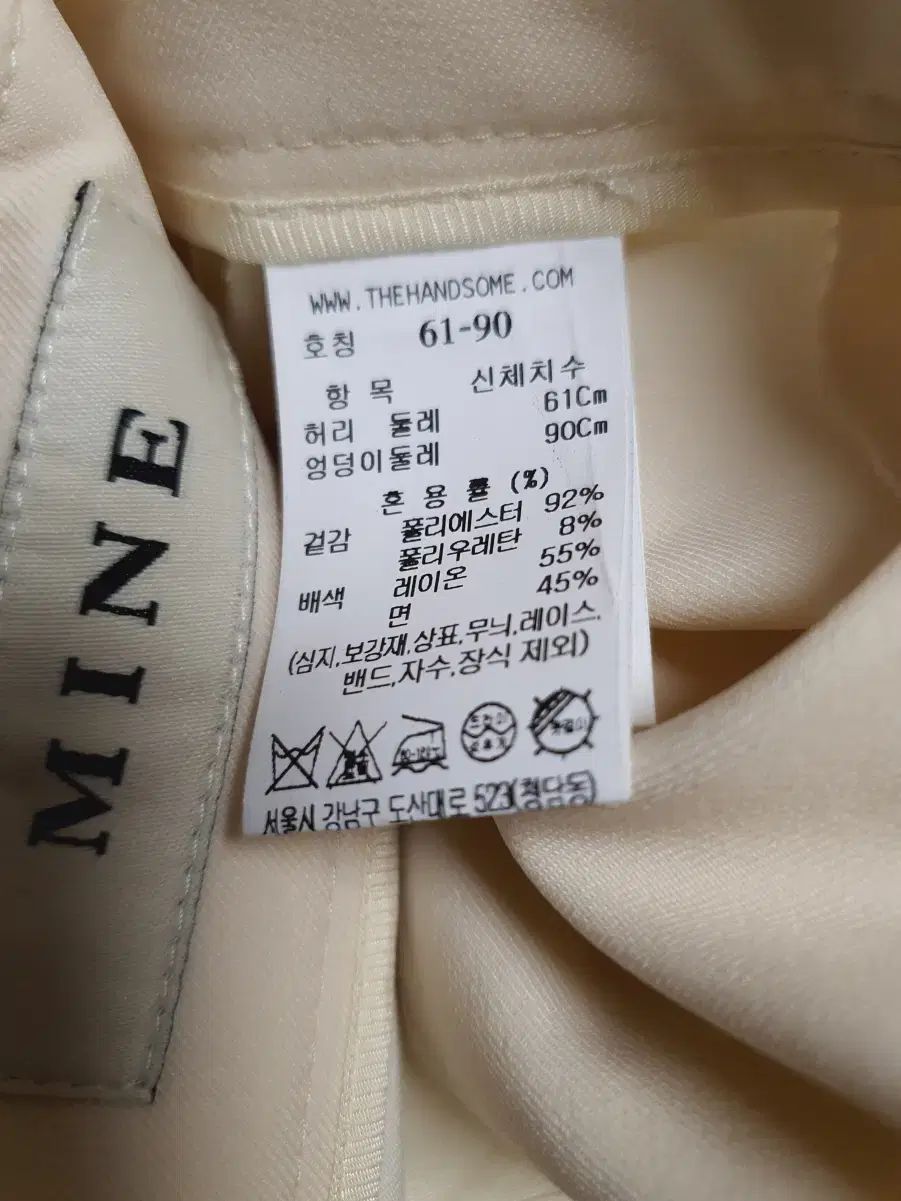 MINE
WWW.THEHANDSOME.COM
호칭 61-90
항 목 신체치수
허리 둘레 61Cm
엉덩이둘레 90Cm
혼 용 률 (%)
겉감 폴리에스터 92%
폴리우레탄 8%
배색 레이온 55%
면 45%
(심지,보강재,상표,무늬,레이스,
밴드,자수,장식 제외)
드라이
서울시 강남구 도산대로 523(청담동)